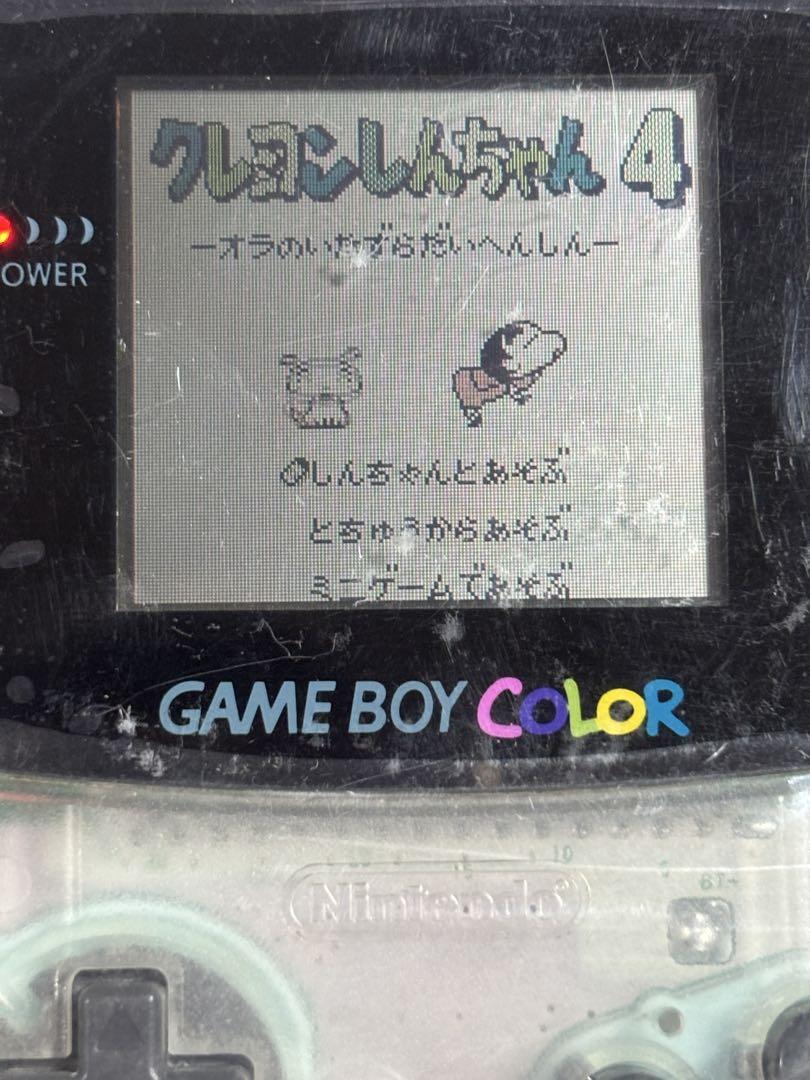 クレヨンしんちゃん4
ーオラのいたずらだいへんしんー
POWER
しんちゃんとあそぶ
とちゅうからあそぶ
ミニゲームであそぶ
GAME BOY COLOR
10
Nintendo®